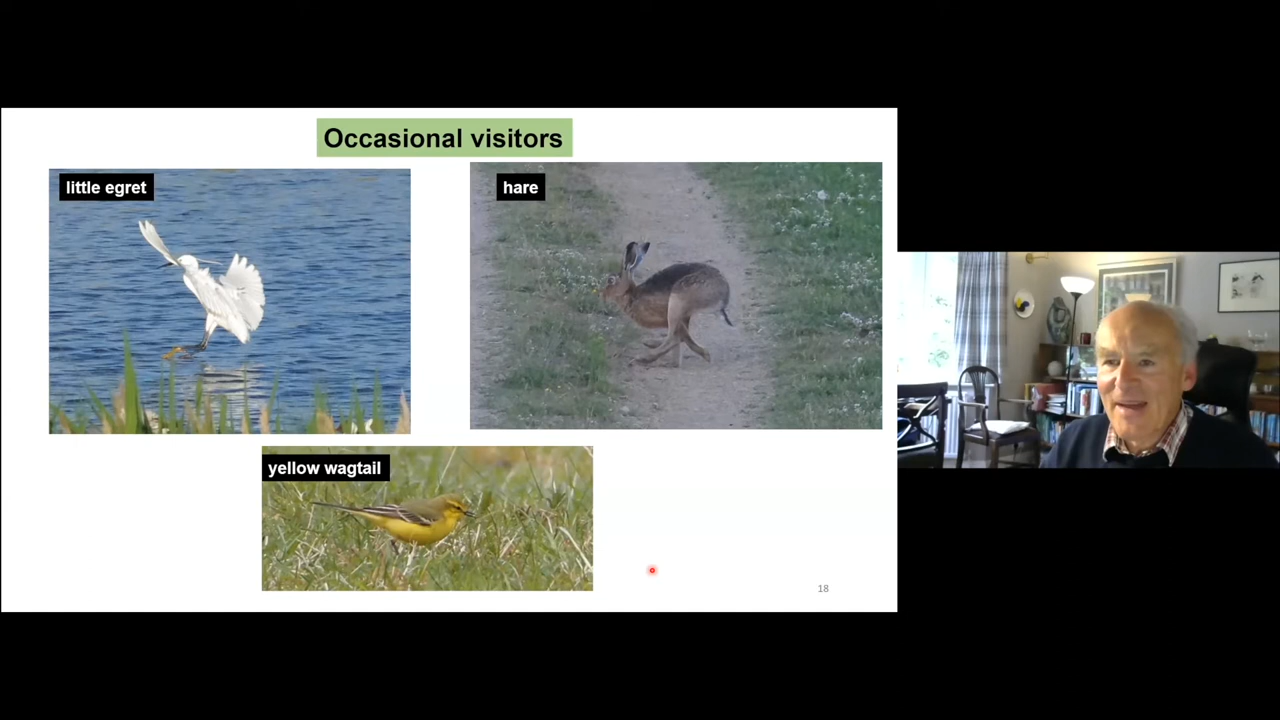 Occasional visitors
little egret
hare
yellow wagtail
18